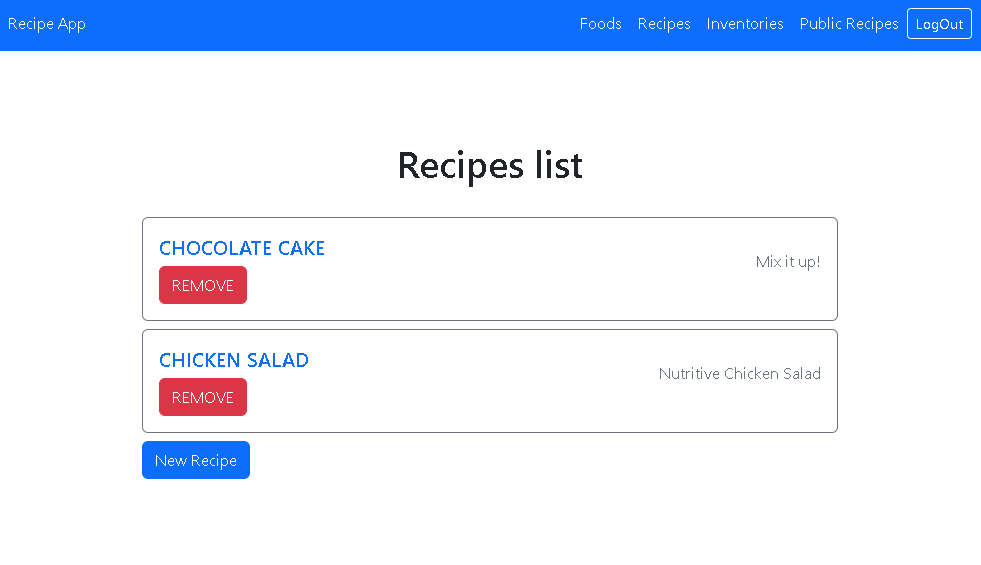 Recipe App Foods Recipes Inventories Public Recipes LogOut
Recipes list
CHOCOLATE CAKE
Mix it up!
REMOVE
CHICKEN SALAD
Nutritive Chicken Salad
REMOVE
New Recipe